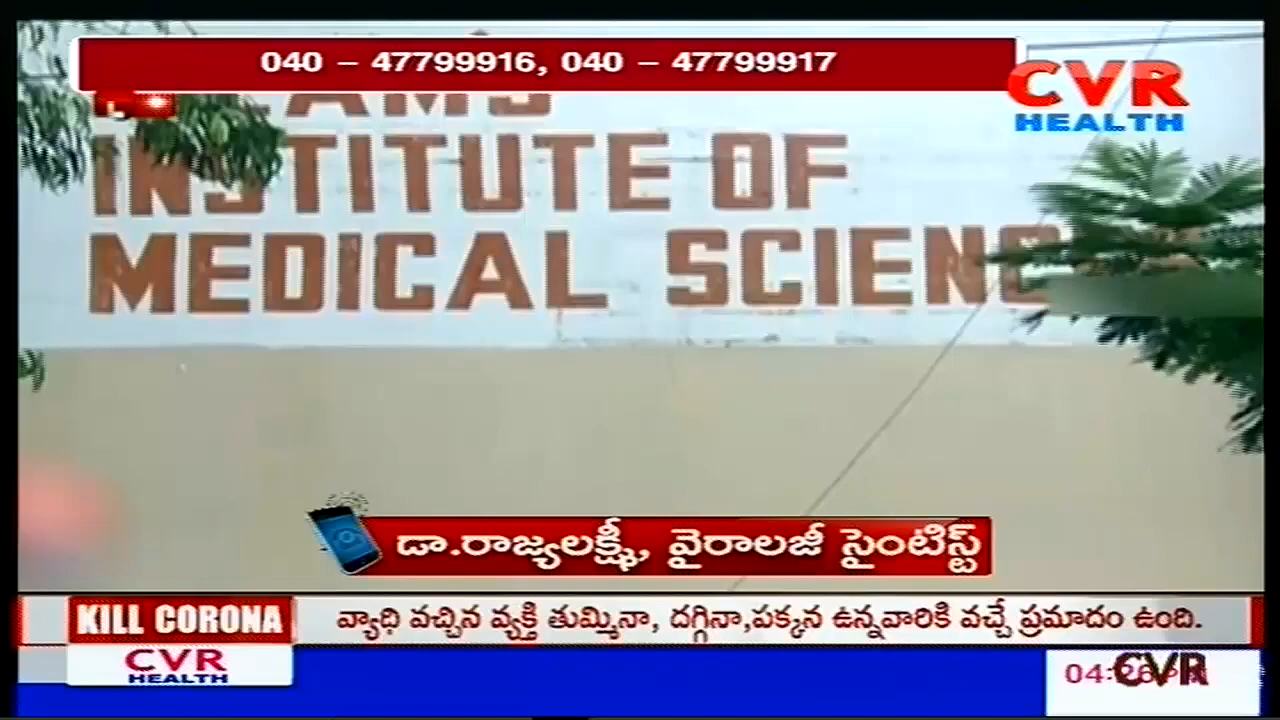 040 – 47799916, 040 – 47799917
CVR
HEALTH
INSTITUTE OF
MEDICAL
డా.రాజ్యలక్ష్మీ, వైరాలజీ సైంటిస్ట్
KILL CORONA
వ్యాధి వచ్చిన వ్యక్తి తుమ్మినా, దగ్గినా,పక్కన ఉన్నవారికి వచ్చే ప్రమాదం ఉంది.
CVR
HEALTH
CVR